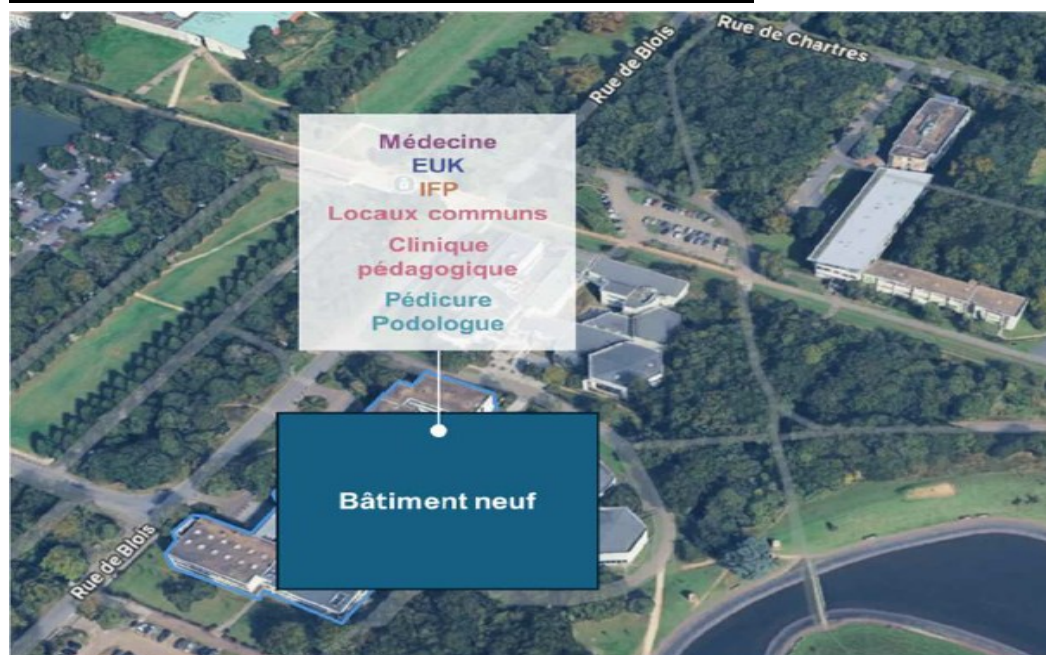 Rue de Chartres
Rue de Blois
Médecine
EUK
IFP
Locaux communs
Clinique
pédagogique
Pédicure
Podologue
Bâtiment neuf
Rue de Blois